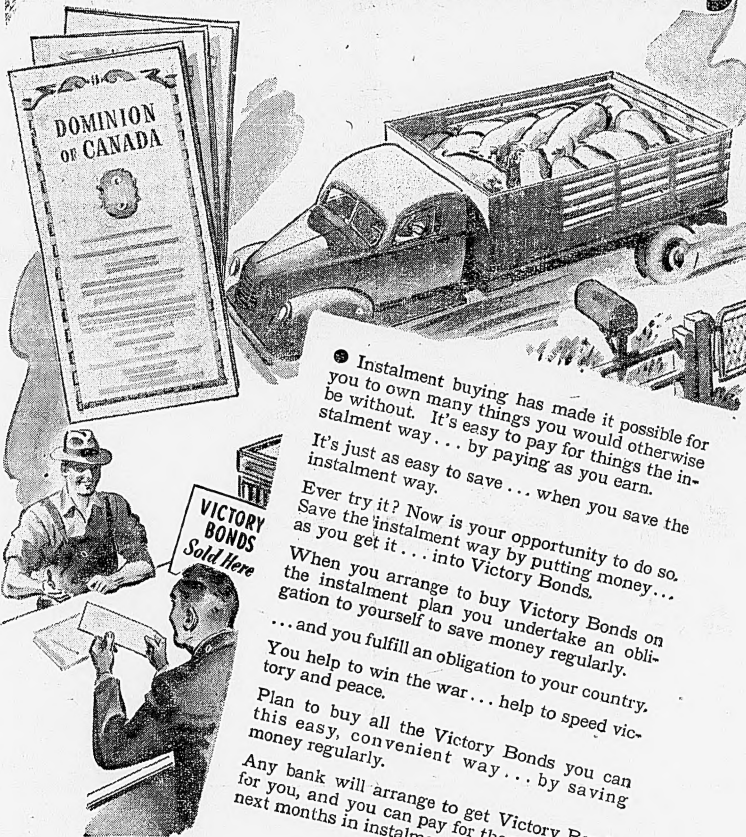 DOMINION
OF CANADA
VICTORY
BONDS
Sold Here
● Instalment buying has made it possible for
you to own many things you would otherwise
be without. It's easy to pay for things the in-
stalment way... by paying as you earn.
It's just as easy to save... when you save the
instalment way.
Ever try it? Now is your opportunity to do so.
Save the instalment way by putting money...
as you get it... into Victory Bonds.
When you arrange to buy Victory Bonds on
the instalment plan you undertake an obli-
gation to yourself to save money regularly.
...and you fulfill an obligation to your country.
You help to win the war... help to speed vic-
tory and peace.
Plan to buy all the Victory Bonds you can
this easy, convenient way... by saving
money regularly.
Any bank will arrange to get Victory
for you, and you can pay for
next months in